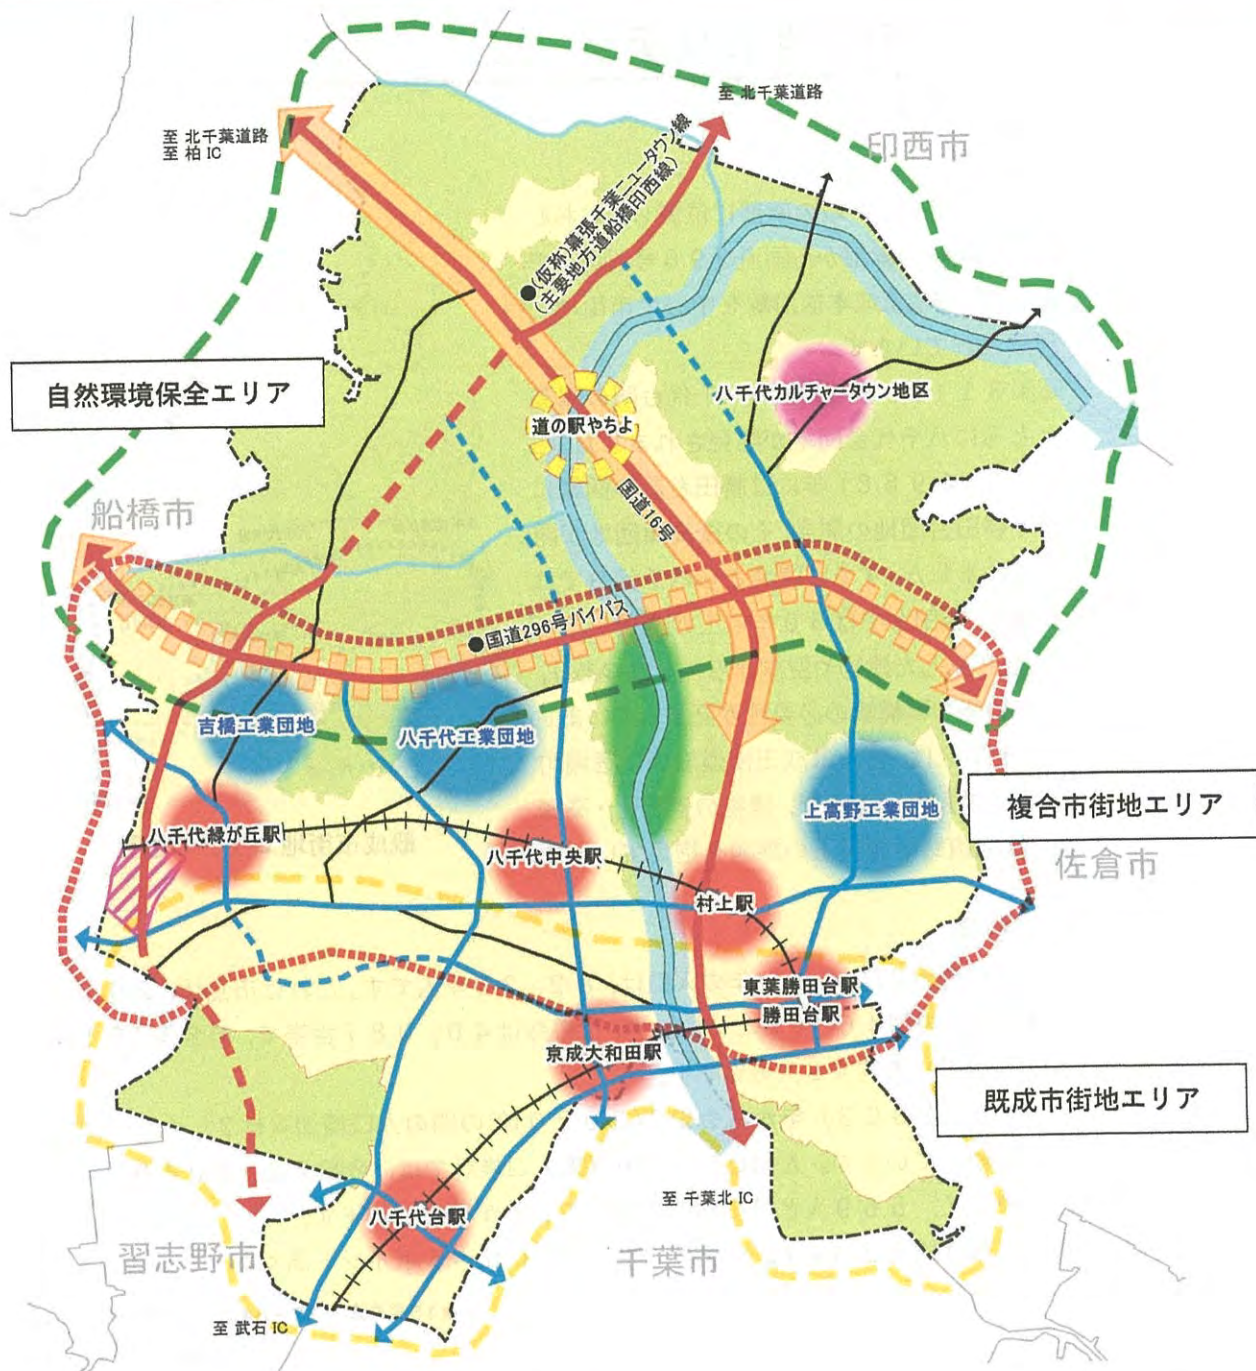 至 北千葉道路
至 北千葉道路
至 柏 IC
印西市
●(仮称)幕張千葉ニュータウン線
(主要地方道船橋印西線)
自然環境保全エリア
八千代カルチャータウン地区
道の駅やちよ
国道16号
船橋市
●国道296号バイパス
吉橋工業団地
八千代工業団地
上高野工業団地
複合市街地エリア
八千代緑が丘駅
八千代中央駅
佐倉市
村上駅
東葉勝田台駅
勝田台駅
京成大和田駅
既成市街地エリア
至 千葉北 IC
八千代台駅
習志野市
千葉市
至 武石 IC